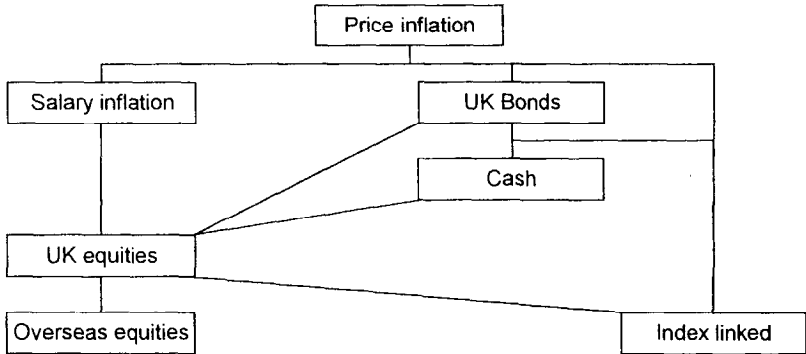 Price inflation
Salary inflation
UK Bonds
Cash
UK equities
Overseas equities
Index linked